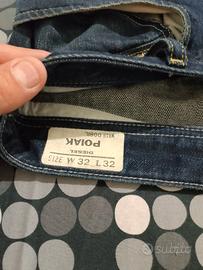 SIZE W 32 L 32
POIAK
DIESEL
subito